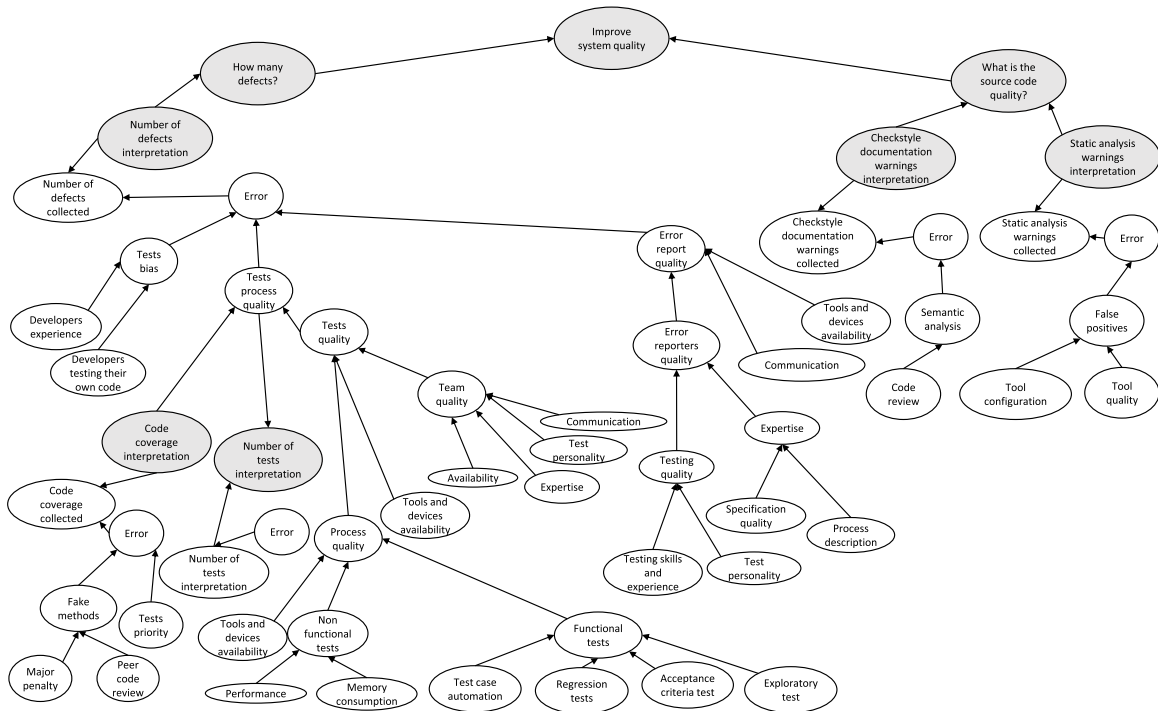 Improve
system quality
How many
defects?
What is the
source code
quality?
Number of
defects
interpretation
Checkstyle
documentation
warnings
interpretation
Static analysis
warnings
interpretation
Number of
defects
collected
Error
Error
report
quality
Checkstyle
documentation
warnings
collected
Error
Static analysis
warnings
collected
Error
Tests
bias
Tests
process
quality
Developers
experience
Tests
quality
Error
reporters
quality
Tools and
devices
availability
Semantic
analysis
False
positives
Developers
testing their
own code
Communication
Code
review
Tool
configuration
Tool
quality
Team
quality
Communication
Test
personality
Availability
Expertise
Code
coverage
interpretation
Number of
tests
interpretation
Expertise
Testing
quality
Code
coverage
collected
Tools and
devices
availability
Specification
quality
Process
description
Error
Error
Process
quality
Number of
tests
interpretation
Testing skills
and
experience
Test
personality
Fake
methods
Tests
priority
Tools and
devices
availability
Non
functional
tests
Functional
tests
Major
penalty
Peer
code
review
Performance
Memory
consumption
Test case
automation
Regression
tests
Acceptance
criteria test
Exploratory
test